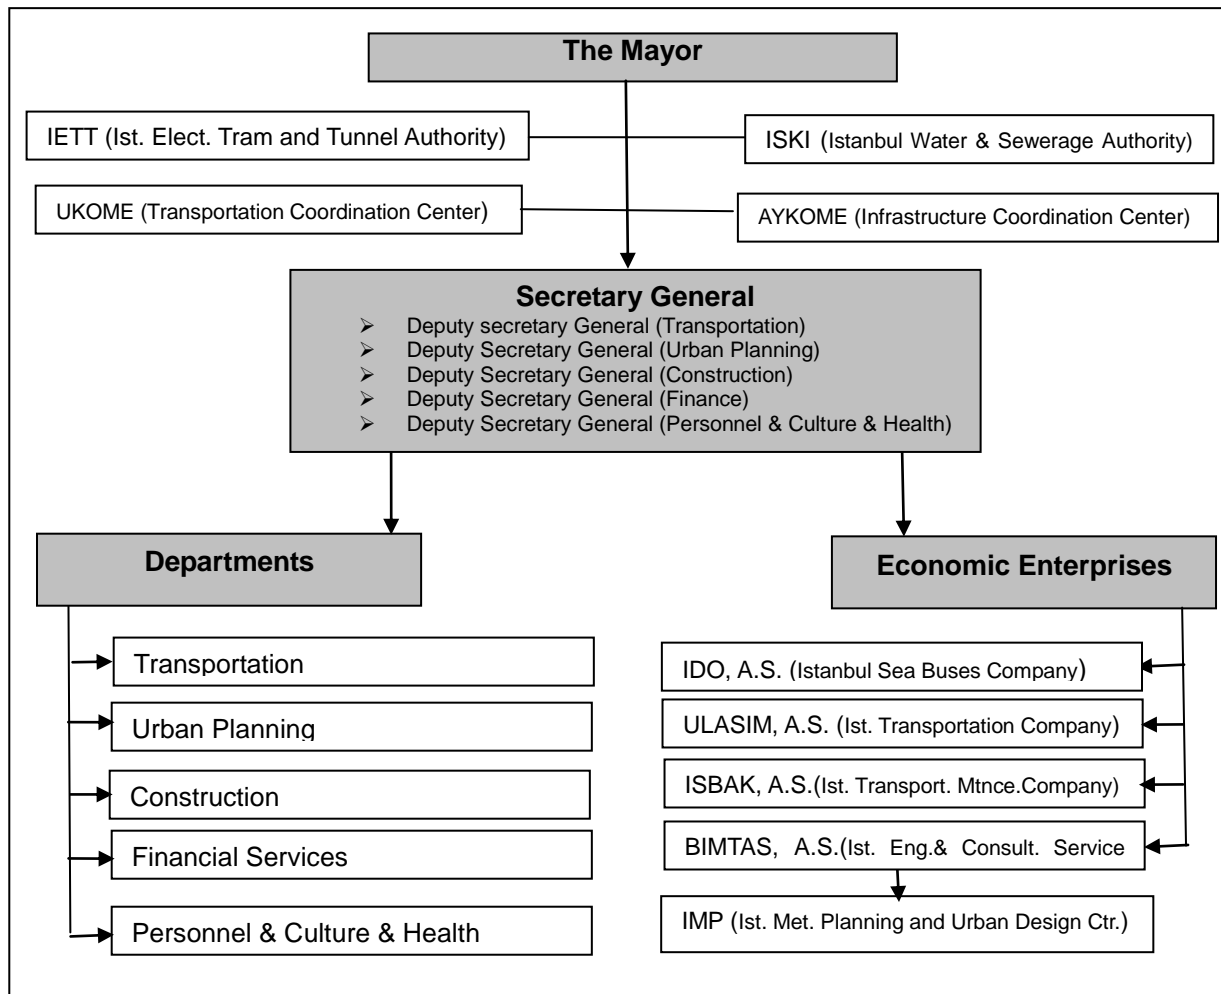 The Mayor
IETT (Ist. Elect. Tram and Tunnel Authority)
ISKI (Istanbul Water & Sewerage Authority)
UKOME (Transportation Coordination Center)
AYKOME (Infrastructure Coordination Center)
Secretary General
➢ Deputy secretary General (Transportation)
➢ Deputy Secretary General (Urban Planning)
➢ Deputy Secretary General (Construction)
➢ Deputy Secretary General (Finance)
➢ Deputy Secretary General (Personnel & Culture & Health)
Departments
Transportation
Urban Planning
Construction
Financial Services
Personnel & Culture & Health
Economic Enterprises
IDO, A.S. (Istanbul Sea Buses Company)
ULASIM, A.S. (Ist. Transportation Company)
ISBAK, A.S.(Ist. Transport. Mtnce.Company)
BIMTAS, A.S.(Ist. Eng.& Consult. Service
IMP (Ist. Met. Planning and Urban Design Ctr.)